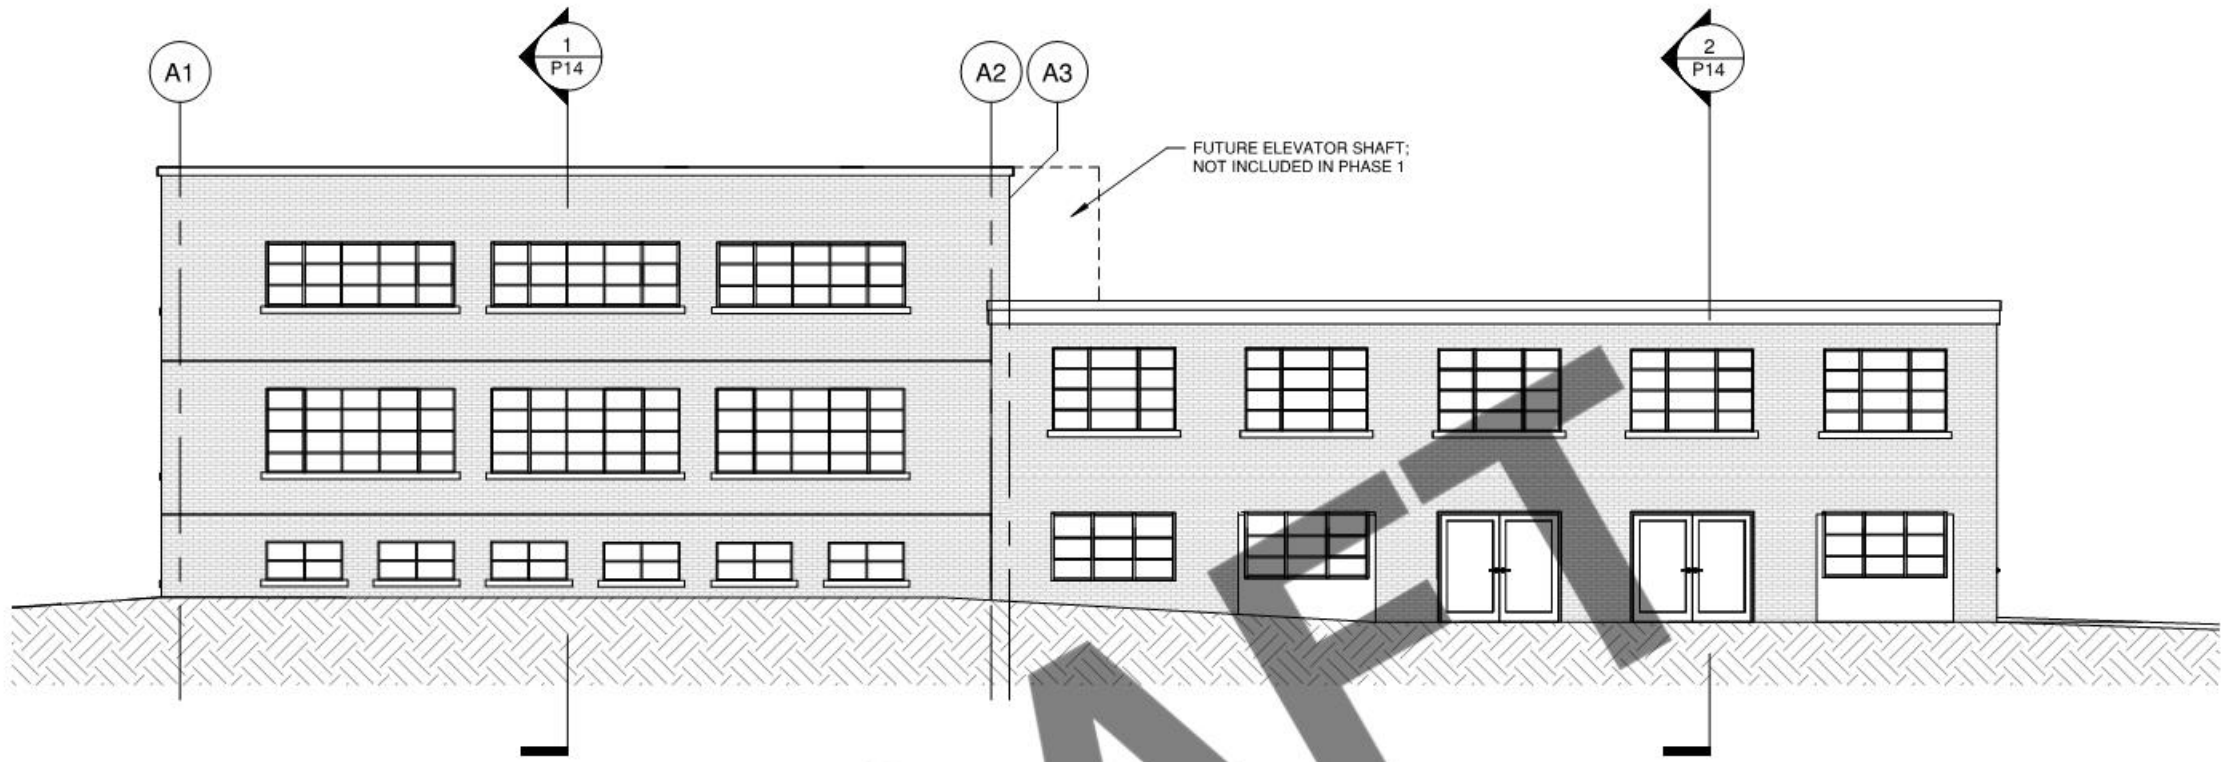 A1
1
P14
A2
A3
2
P14
FUTURE ELEVATOR SHAFT;
NOT INCLUDED IN PHASE 1
AFT